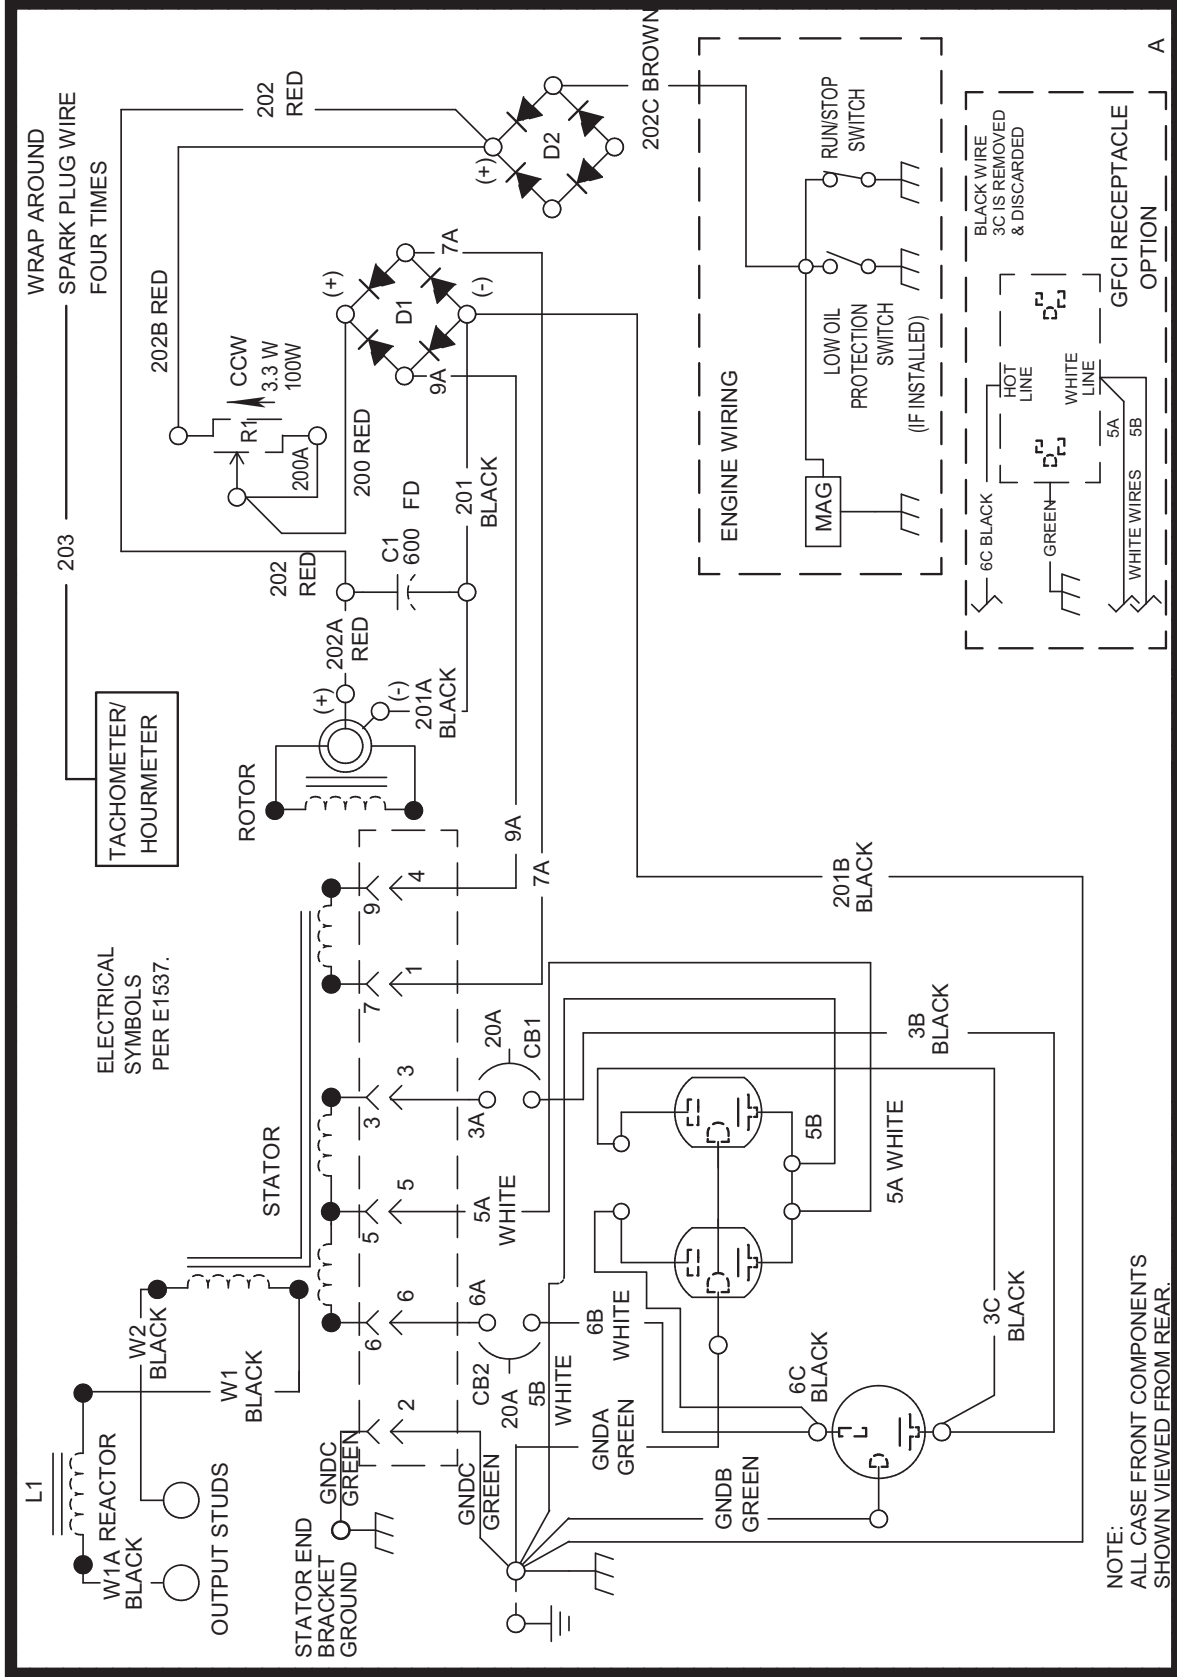 WRAP AROUND
SPARK PLUG WIRE
FOUR TIMES
203
TACHOMETER/
HOURMETER
ELECTRICAL
SYMBOLS
PER E1537.
L1
REACTOR
W1A
BLACK
OUTPUT STUDS
W2
BLACK
W1
BLACK
STATOR
ROTOR
(+)
(-)
202A
RED
201A
BLACK
202
RED
C1
600 FD
202B RED
CCW
3.3 W
100W
R1
200A
200 RED
201
BLACK
202
RED
(+)
D1
(-)
9A
7A
(+)
D2
202C BROWN
STATOR END
BRACKET
GROUND
GNDC
GREEN
2
6
6
5
5
3
3
7
1
9
4
GNDC
GREEN
CB2
20A
6A
5A
WHITE
3A
20A
CB1
9A
7A
5B
WHITE
6B
WHITE
GNDA
GREEN
GNDB
GREEN
6C
BLACK
3C
BLACK
5B
5A WHITE
3B
BLACK
201B
BLACK
ENGINE WIRING
MAG
LOW OIL
PROTECTION
SWITCH
(IF INSTALLED)
RUN/STOP
SWITCH
BLACK WIRE
3C IS REMOVED
& DISCARDED
6C BLACK
HOT
LINE
GREEN
WHITE
LINE
5A
5B
WHITE WIRES
GFCI RECEPTACLE
OPTION
A
NOTE:
ALL CASE FRONT COMPONENTS
SHOWN VIEWED FROM REAR.